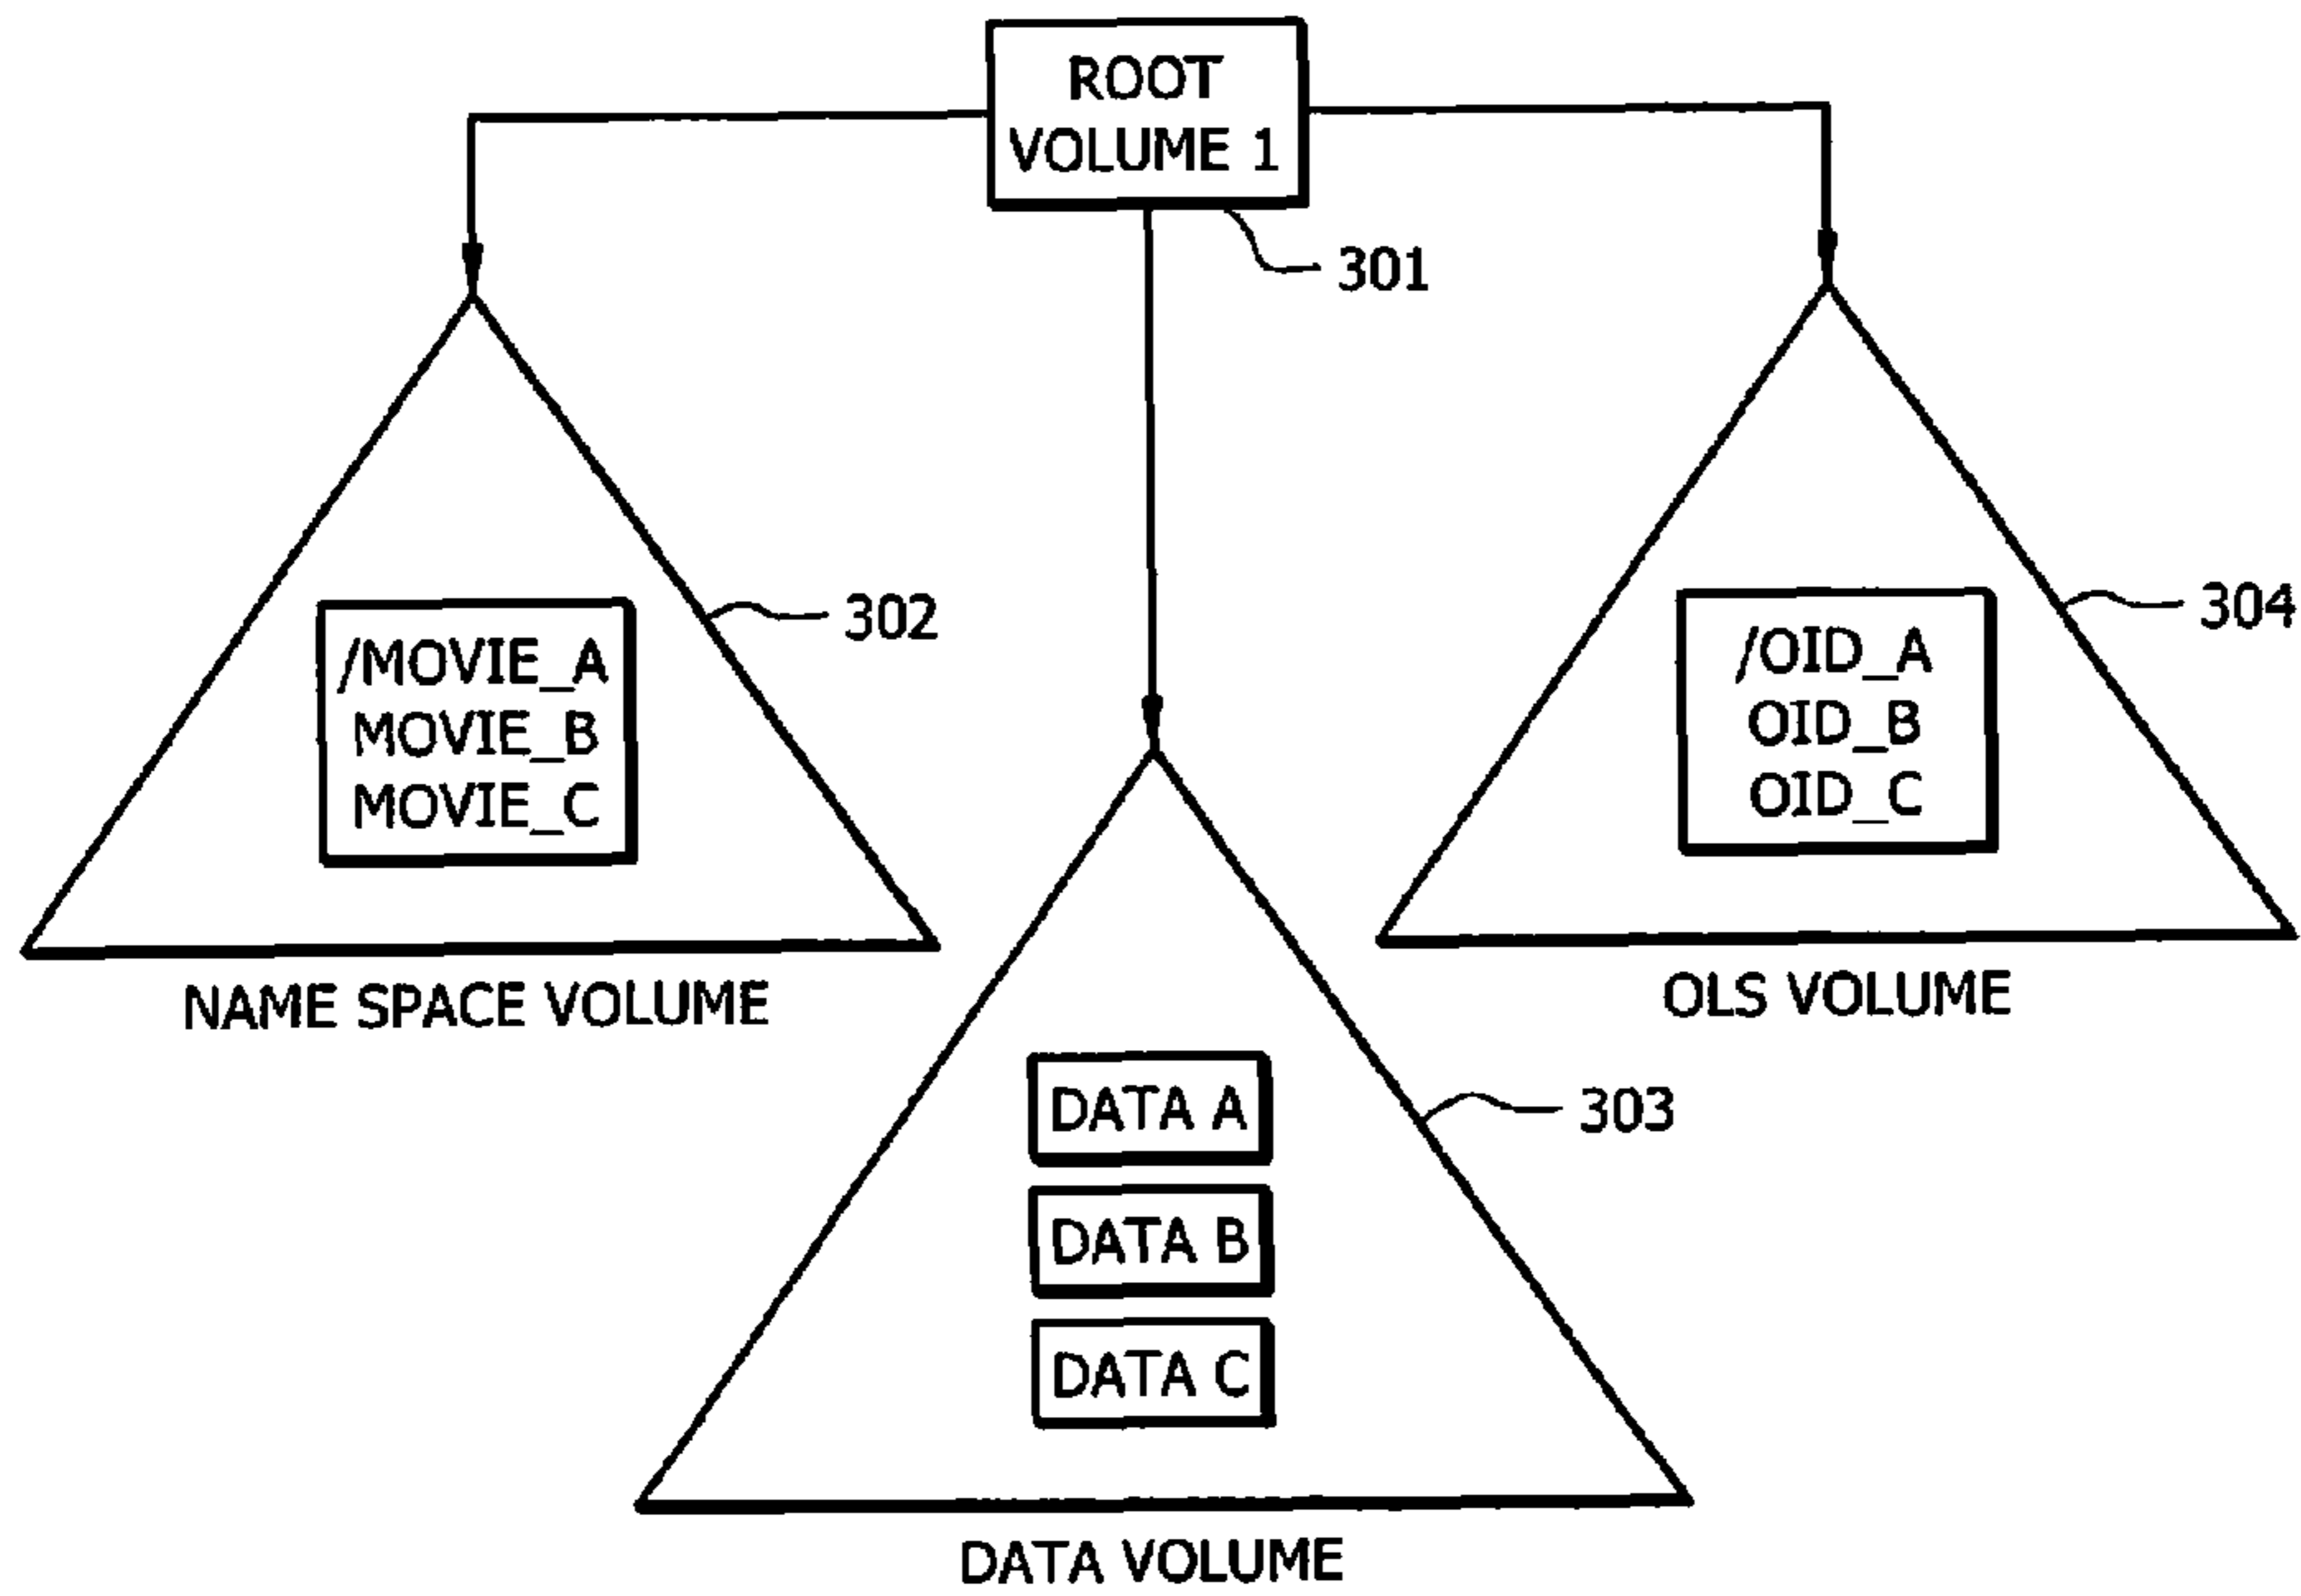 ROOT
VOLUME 1
301
302
/MOVIE_A
MOVIE_B
MOVIE_C
NAME SPACE VOLUME
304
/OID_A
OID_B
OID_C
OLS VOLUME
303
DATA A
DATA B
DATA C
DATA VOLUME